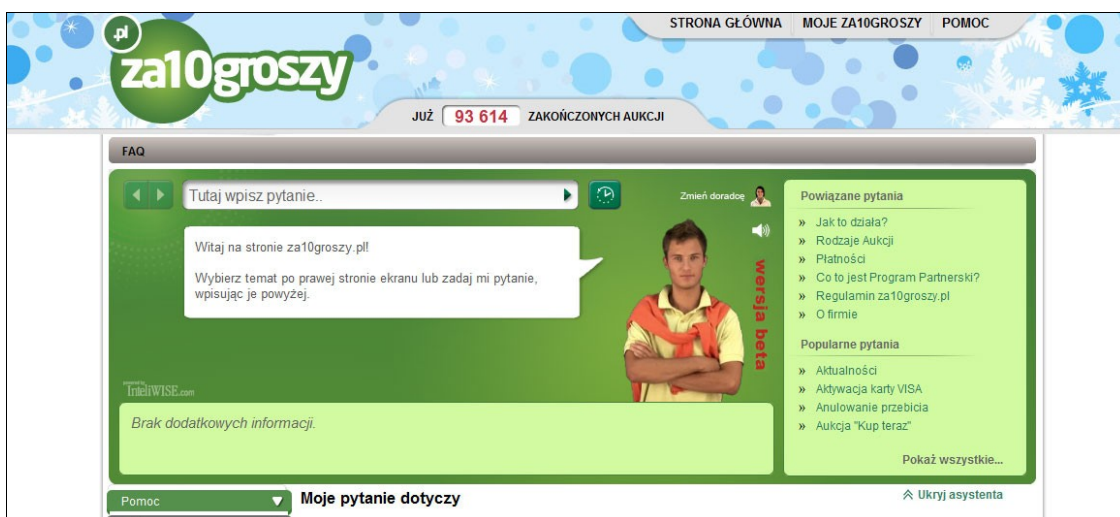 STRONA GŁÓWNA MOJE ZA10GROSZY POMOC
.pl
za10groszy
JUŻ 93 614 ZAKOŃCZONYCH AUKCJI
FAQ
Tutaj wpisz pytanie..
Zmień doradcę
Witaj na stronie za10groszy.pl!
Wybierz temat po prawej stronie ekranu lub zadaj mi pytanie,
wpisując je powyżej.
wersja beta
powered by
InteliWISE.com
Brak dodatkowych informacji.
Powiązane pytania
» Jak to działa?
» Rodzaje Aukcji
» Płatności
» Co to jest Program Partnerski?
» Regulamin za10groszy.pl
» O firmie
Popularne pytania
» Aktualności
» Aktywacja karty VISA
» Anulowanie przebicia
» Aukcja "Kup teraz"
Pokaż wszystkie...
Pomoc
Moje pytanie dotyczy
Ukryj asystenta